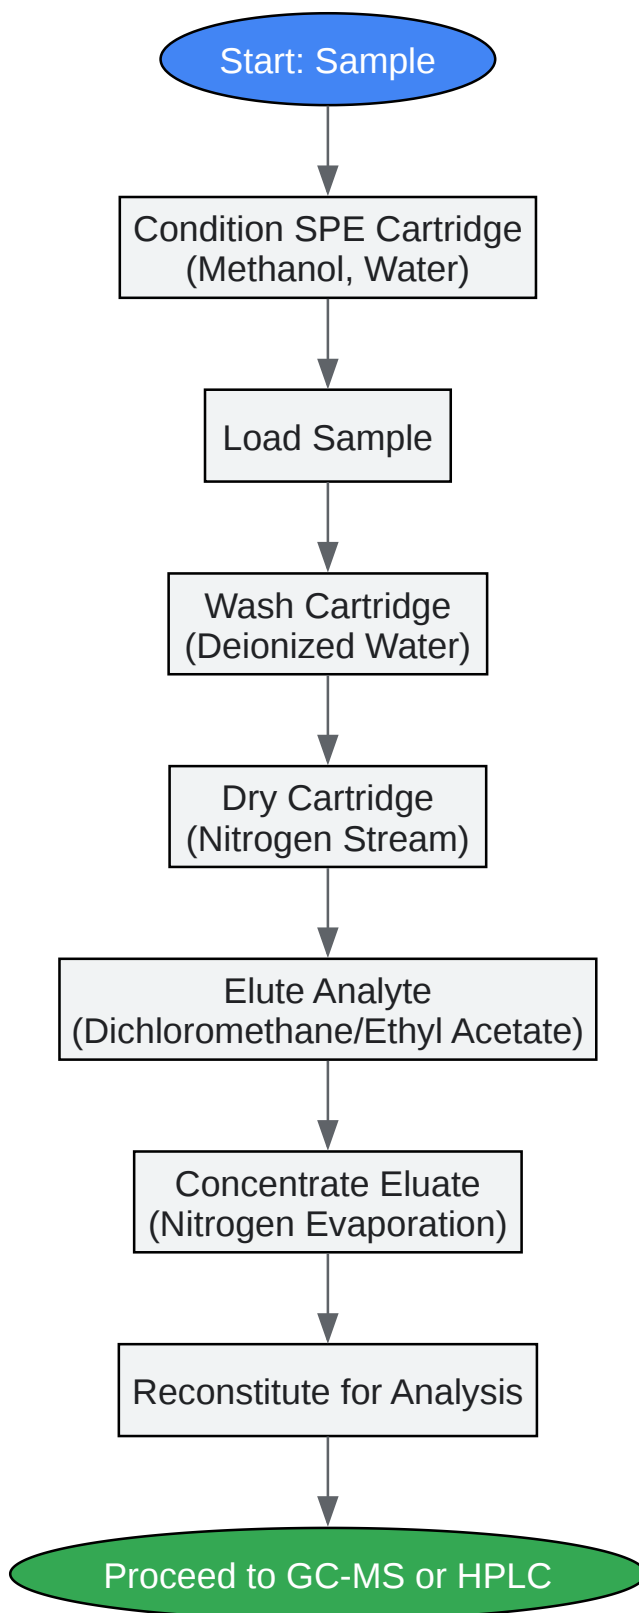 Start: Sample
Condition SPE Cartridge
(Methanol, Water)
Load Sample
Wash Cartridge
(Deionized Water)
Dry Cartridge
(Nitrogen Stream)
Elute Analyte
(Dichloromethane/Ethyl Acetate)
Concentrate Eluate
(Nitrogen Evaporation)
Reconstitute for Analysis
Proceed to GC-MS or HPLC